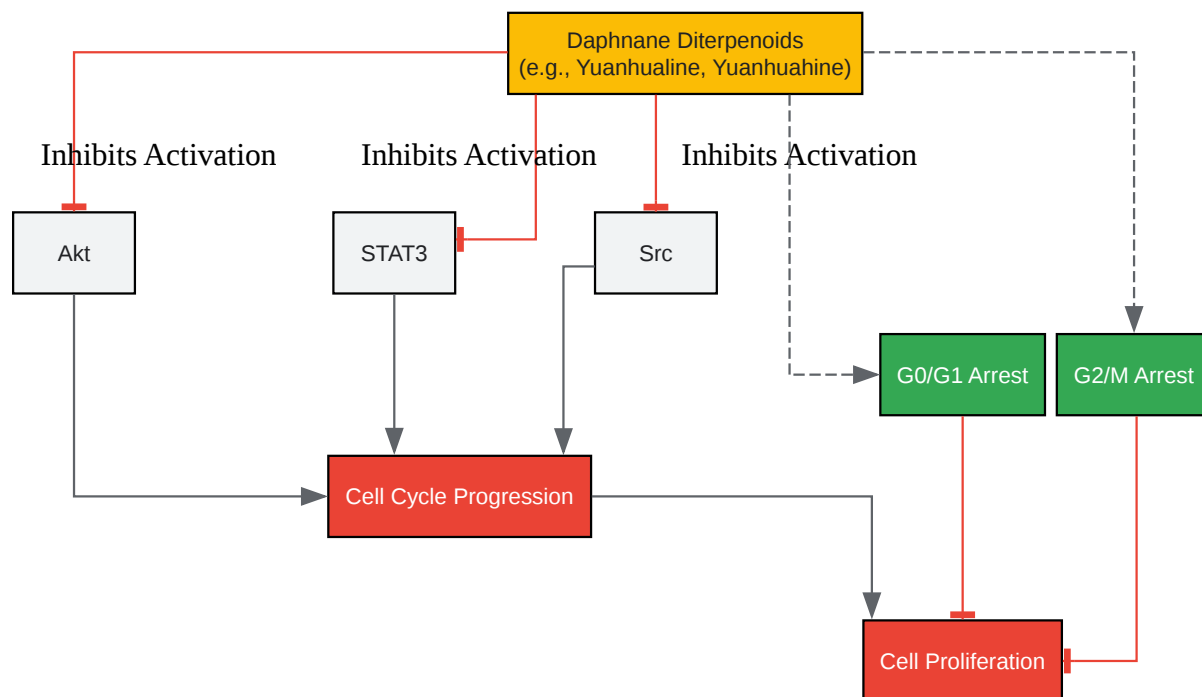 Daphnane Diterpenoids
(e.g., Yuanhualine, Yuanhuahine)
Inhibits Activation
Inhibits Activation
Inhibits Activation
Akt
STAT3
Src
G0/G1 Arrest
G2/M Arrest
Cell Cycle Progression
Cell Proliferation